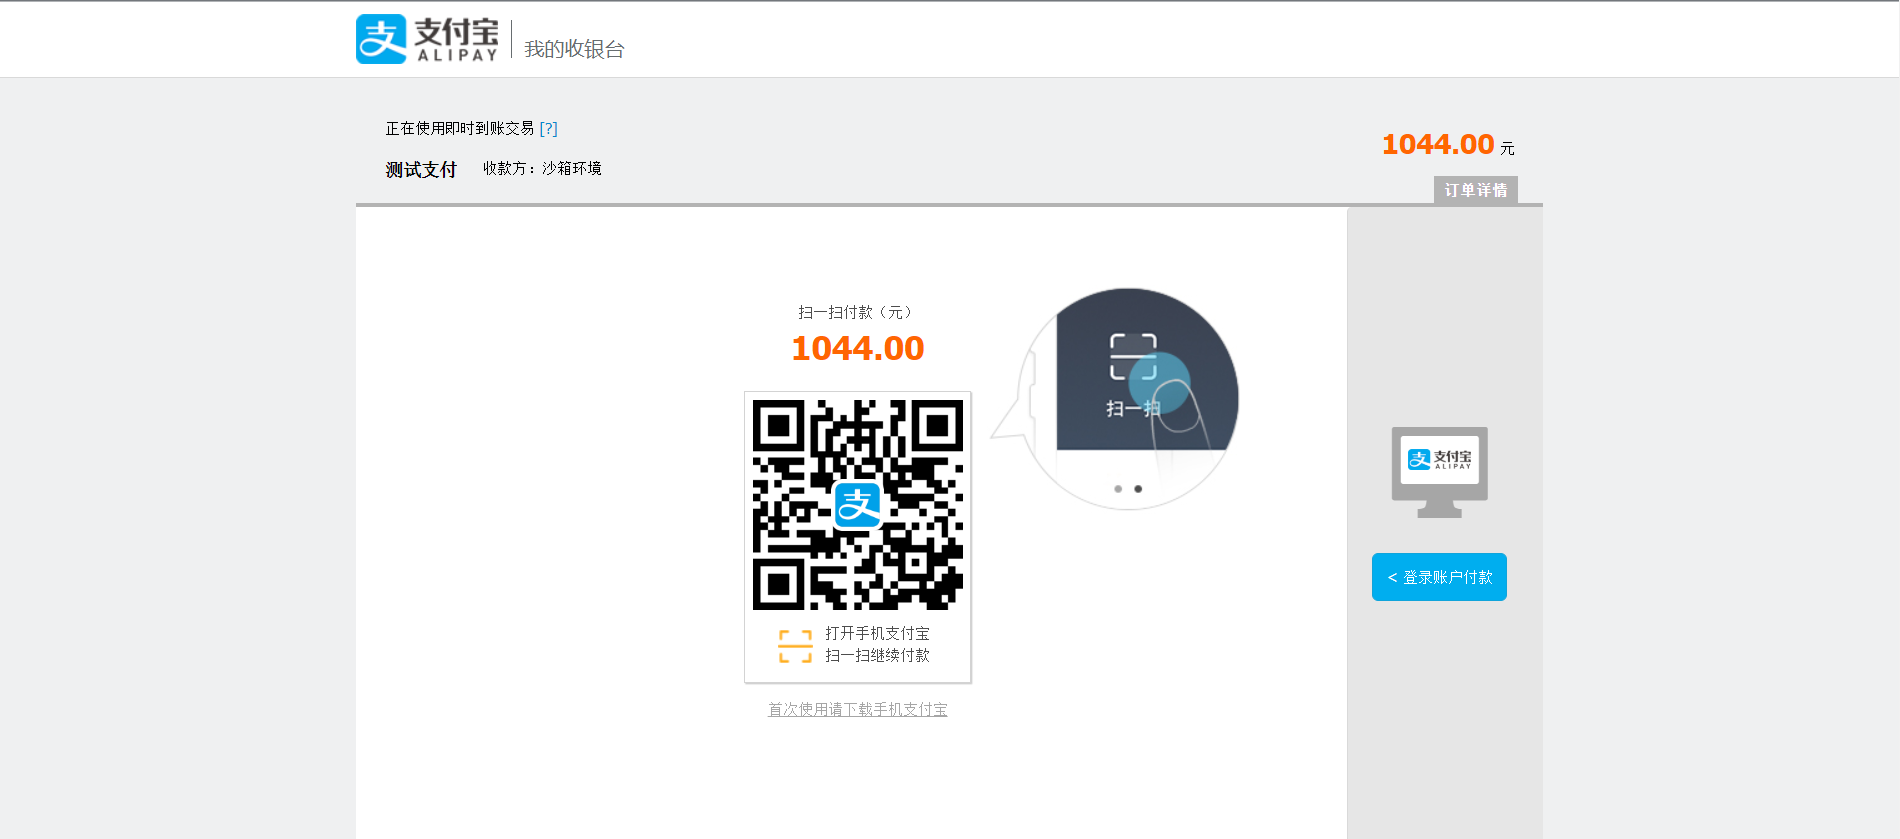 支付宝
ALIPAY
我的收银台
正在使用即时到账交易 [?]
测试支付 收款方：沙箱环境
1044.00 元
订单详情
扫一扫付款（元）
1044.00
支
打开手机支付宝
扫一扫继续付款
首次使用请下载手机支付宝
扫一扫
支付宝
ALIPAY
< 登录账户付款